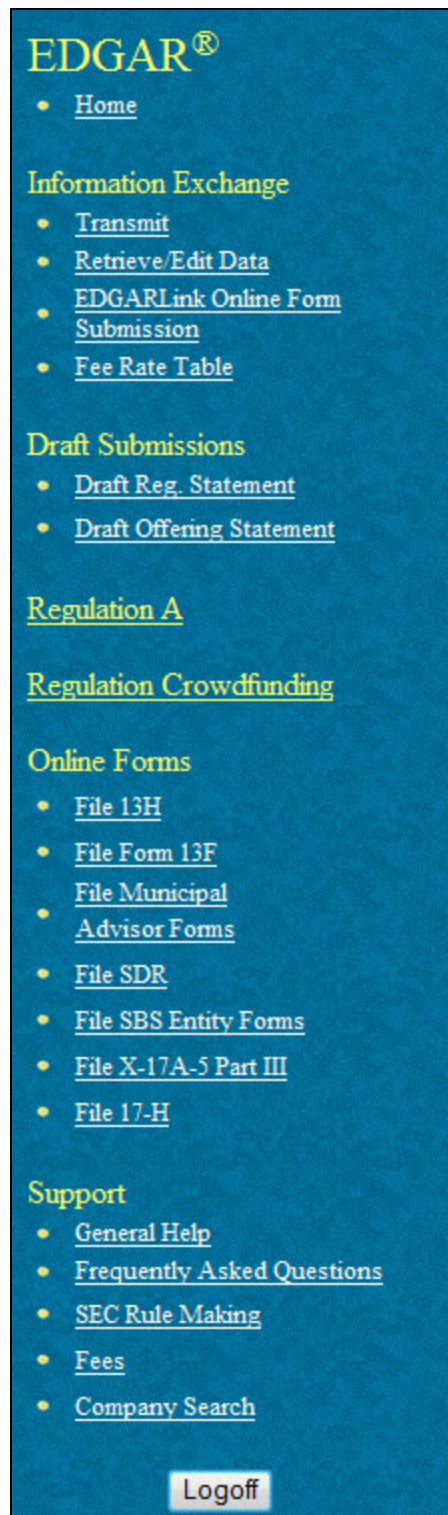 EDGAR®
Home
Information Exchange
Transmit
Retrieve/Edit Data
EDGARLink Online Form
Submission
Fee Rate Table
Draft Submissions
Draft Reg. Statement
Draft Offering Statement
Regulation A
Regulation Crowdfunding
Online Forms
File 13H
File Form 13F
File Municipal
Advisor Forms
File SDR
File SBS Entity Forms
File X-17A-5 Part III
File 17-H
Support
General Help
Frequently Asked Questions
SEC Rule Making
Fees
Company Search
Logoff